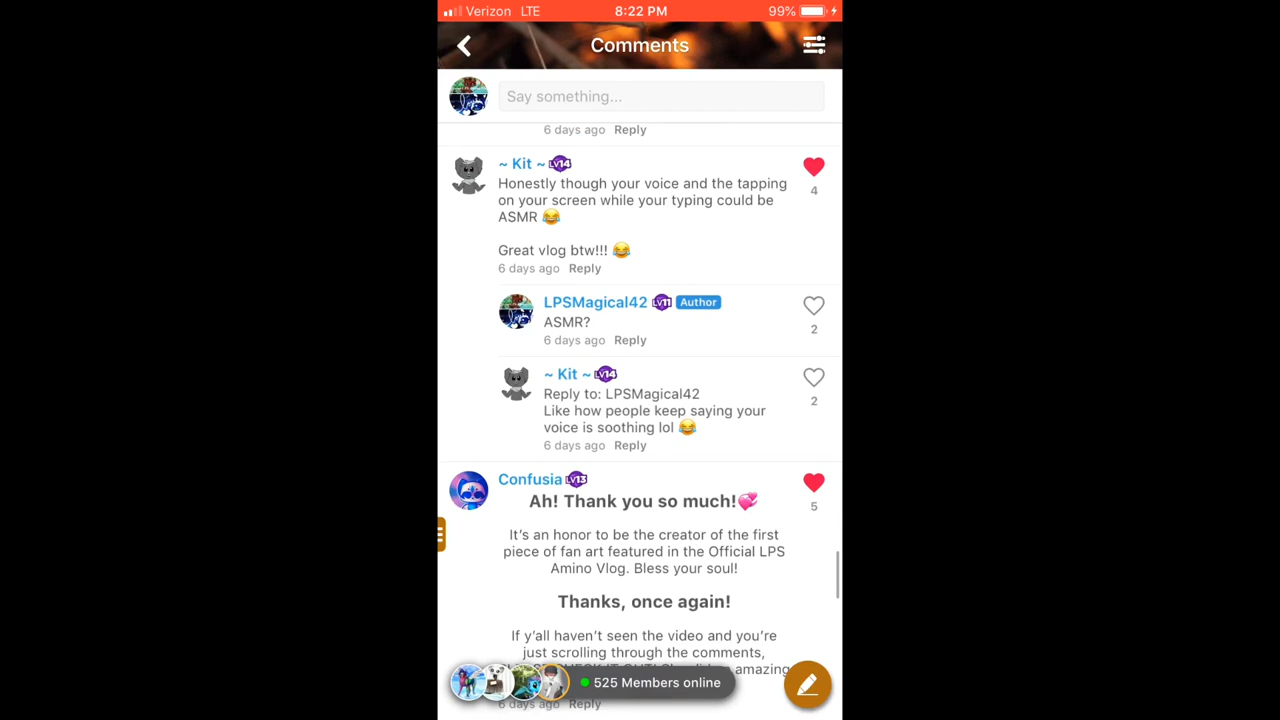 Verizon LTE 8:22 PM 99%
Comments
Say something...
6 days ago Reply
~ Kit ~ Lv14
Honestly though your voice and the tapping
on your screen while your typing could be
ASMR 😂
4
Great vlog btw!!! 😂
6 days ago Reply
LPSMagical42 Lv11 Author
ASMR?
2
6 days ago Reply
~ Kit ~ Lv14
Reply to: LPSMagical42
2
Like how people keep saying your
voice is soothing lol 😂
6 days ago Reply
Confusia Lv13
Ah! Thank you so much!💞
5
It's an honor to be the creator of the first
piece of fan art featured in the Official LPS
Amino Vlog. Bless your soul!
Thanks, once again!
If y'all haven't seen the video and you're
just scrolling through the comments,
amazing
525 Members online
6 days ago Reply